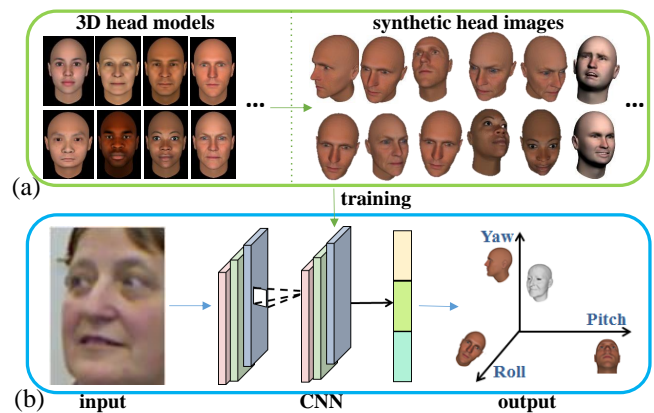 3D head models
synthetic head images
...
...
(a)
training
Yaw
Pitch
Roll
(b)
input
CNN
output